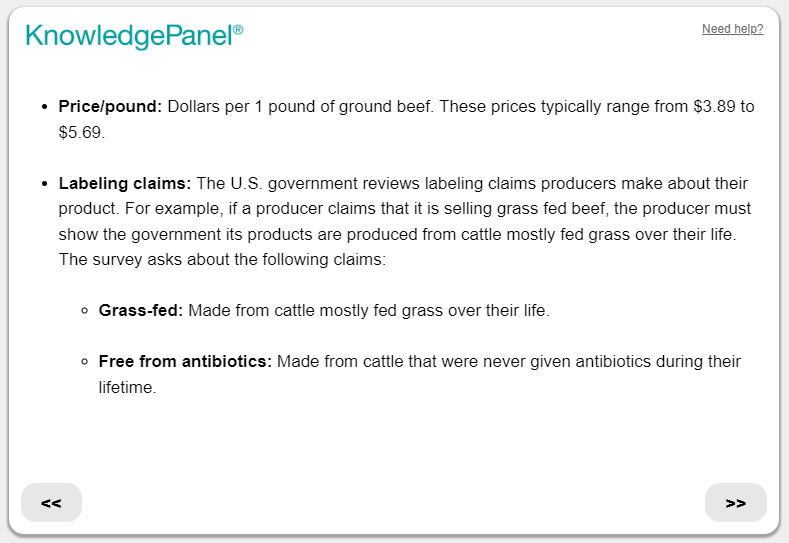 KnowledgePanel®
Need help?
• Price/pound: Dollars per 1 pound of ground beef. These prices typically range from $3.89 to
$5.69.
• Labeling claims: The U.S. government reviews labeling claims producers make about their
product. For example, if a producer claims that it is selling grass fed beef, the producer must
show the government its products are produced from cattle mostly fed grass over their life.
The survey asks about the following claims:
◦ Grass-fed: Made from cattle mostly fed grass over their life.
◦ Free from antibiotics: Made from cattle that were never given antibiotics during their
lifetime.
<<
>>